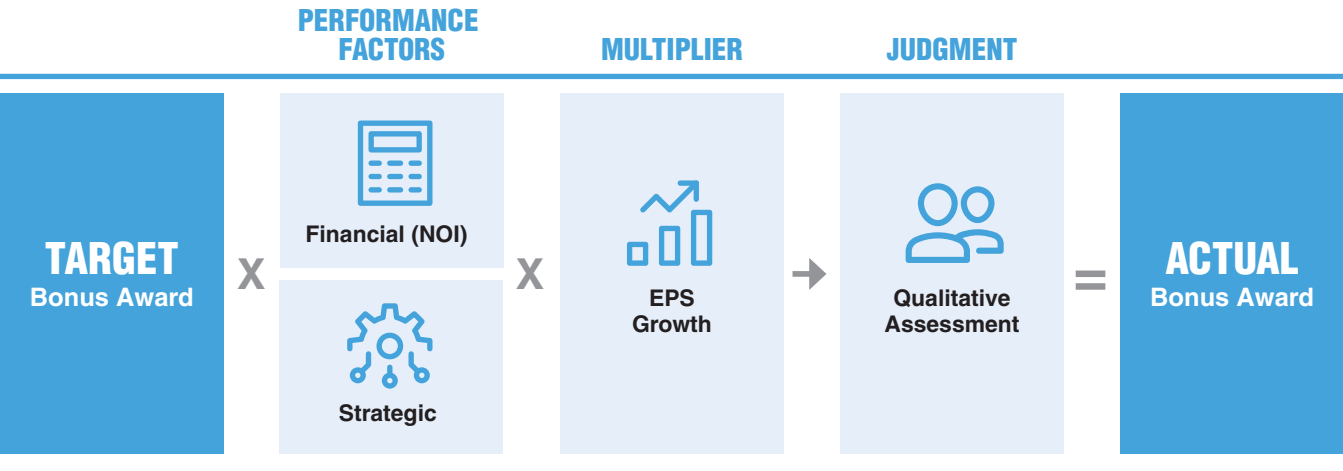 PERFORMANCE
FACTORS
MULTIPLIER
JUDGMENT
TARGET
Bonus Award
X
Financial (NOI)
Strategic
X
EPS
Growth
Qualitative
Assessment
=
ACTUAL
Bonus Award